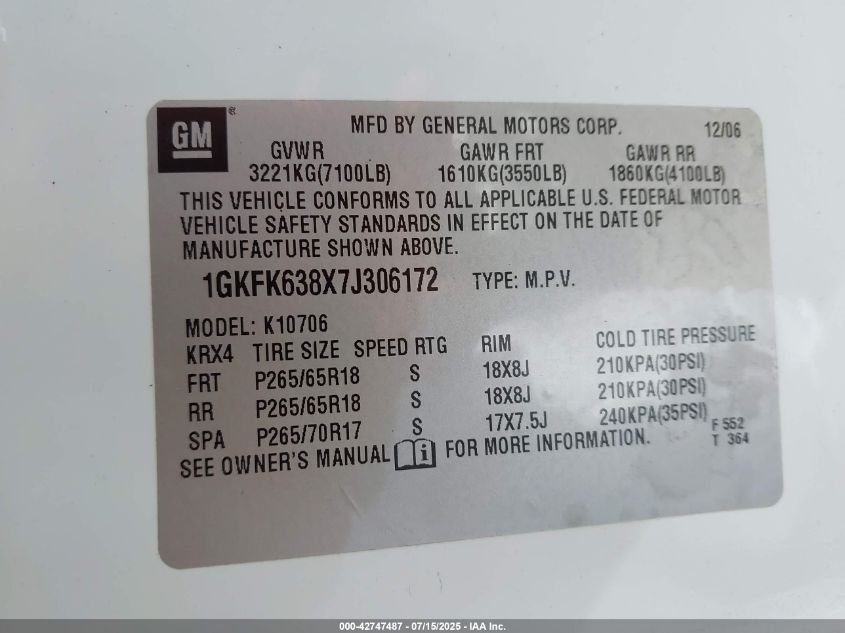 GM ®
MFD BY GENERAL MOTORS CORP. 12/06
GVWR GAWR FRT GAWR RR
3221KG(7100LB) 1610KG(3550LB) 1860KG(4100LB)
THIS VEHICLE CONFORMS TO ALL APPLICABLE U.S. FEDERAL MOTOR
VEHICLE SAFETY STANDARDS IN EFFECT ON THE DATE OF
MANUFACTURE SHOWN ABOVE.
1GKFK638X7J306172 TYPE: M.P.V.
MODEL: K10706
KRX4 TIRE SIZE SPEED RTG RIM COLD TIRE PRESSURE
FRT P265/65R18 S 18X8J 210KPA(30PSI)
RR P265/65R18 S 18X8J 210KPA(30PSI)
SPA P265/70R17 S 17X7.5J 240KPA(35PSI)
F 552
T 364
SEE OWNER'S MANUAL i FOR MORE INFORMATION.
000-42747487 - 07/15/2025 - IAA Inc.